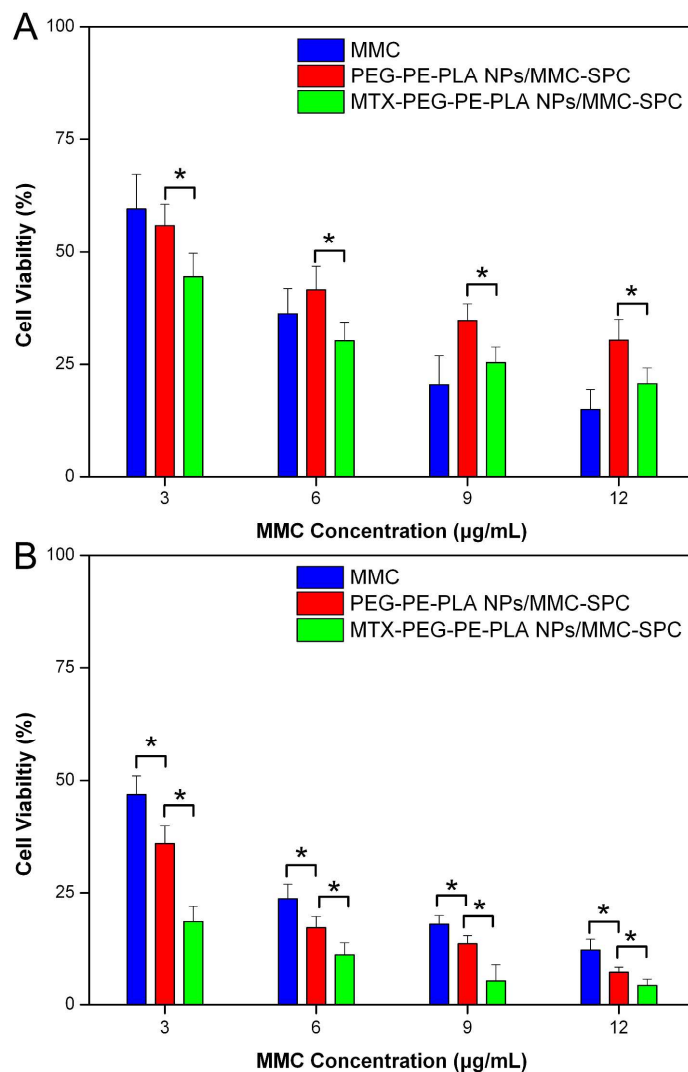 A
100
MMC
PEG-PE-PLA NPs/MMC-SPC
MTX-PEG-PE-PLA NPs/MMC-SPC
75
*
*
50
*
*
25
0
Cell Viabiltiy (%)
3 6 9 12
MMC Concentration (µg/mL)
B
100
MMC
PEG-PE-PLA NPs/MMC-SPC
MTX-PEG-PE-PLA NPs/MMC-SPC
75
*
50
*
*
*
*
*
25
*
*
0
Cell Viabiltiy (%)
3 6 9 12
MMC Concentration (µg/mL)